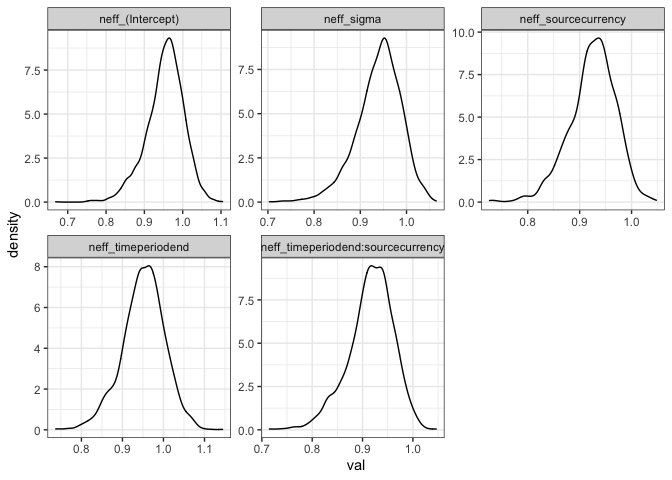 neff_(Intercept)
neff_sigma
neff_sourcecurrency
7.5
5.0
2.5
0.0
0.7 0.8 0.9 1.0 1.1
7.5
5.0
2.5
0.0
0.7 0.8 0.9 1.0
10.0
7.5
5.0
2.5
0.0
0.8 0.9 1.0
density
neff_timeperiodend
neff_timeperiodend:sourcecurrency
8
6
4
2
0
0.8 0.9 1.0 1.1
7.5
5.0
2.5
0.0
0.7 0.8 0.9 1.0
val